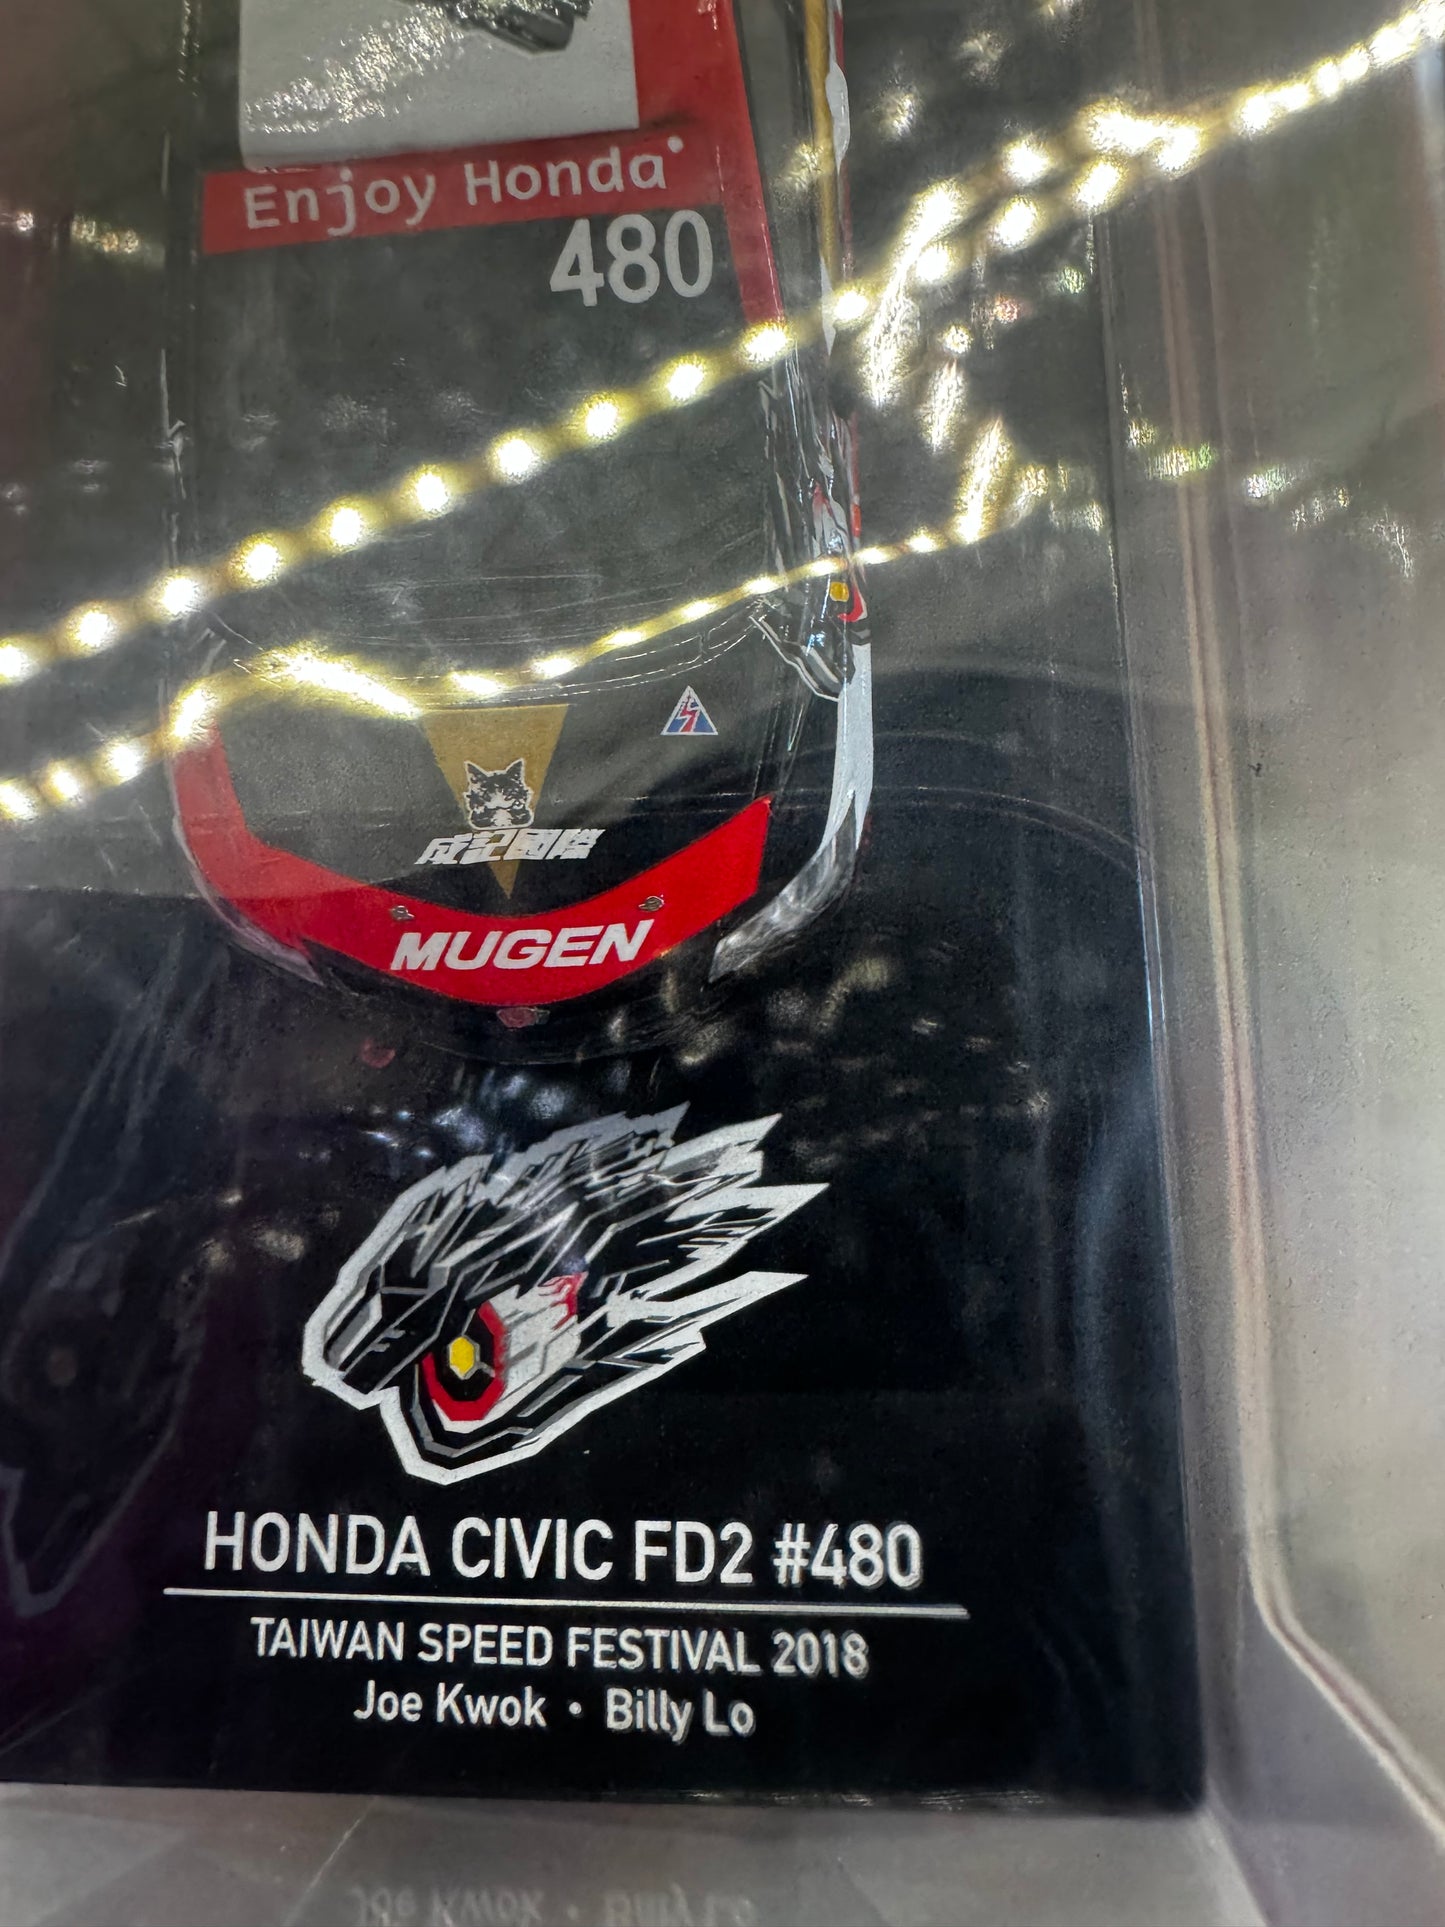 Enjoy Honda
480
成記國際
MUGEN
HONDA CIVIC FD2 #480
TAIWAN SPEED FESTIVAL 2018
Joe Kwok • Billy Lo